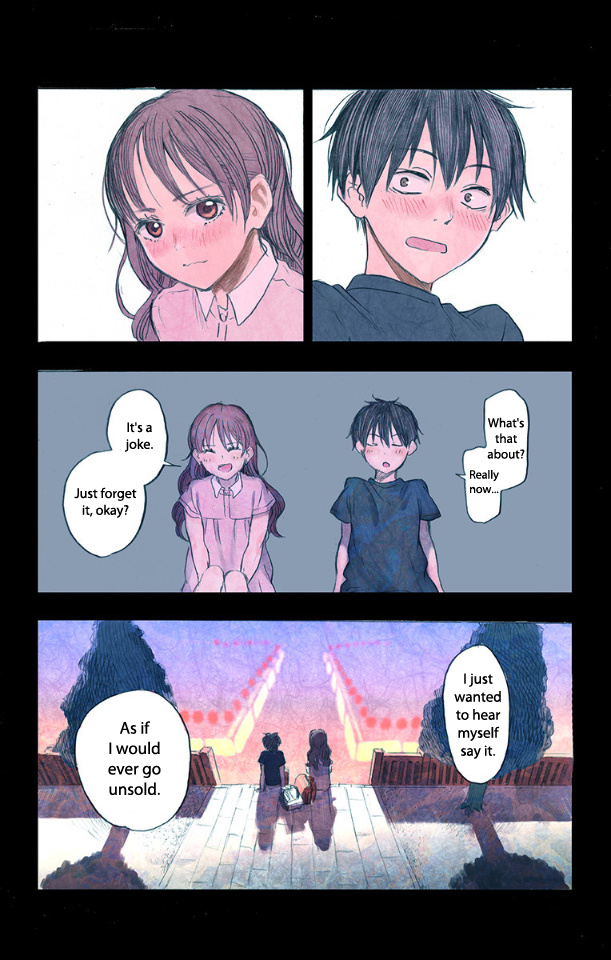 What's
that
about?
Really
now...
It's a
joke.
Just forget
it, okay?
I just
wanted
to hear
myself
say it.
As if
I would
ever go
unsold.